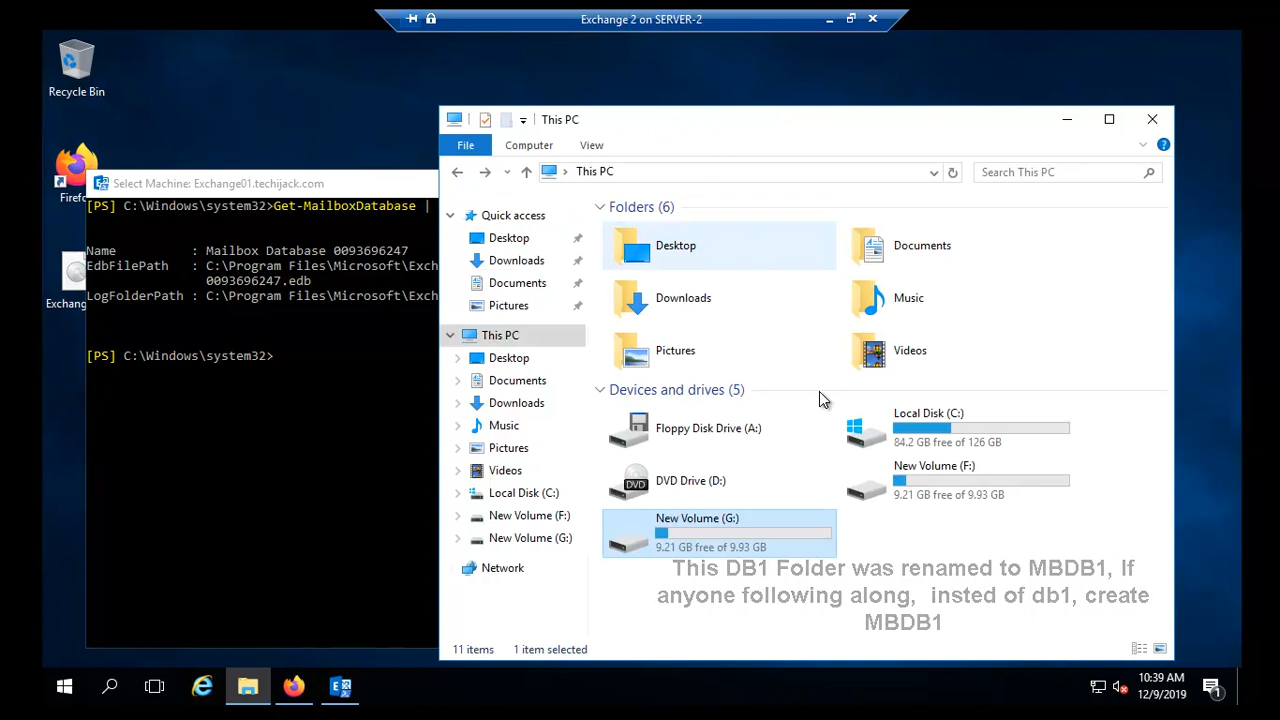 Exchange 2 on SERVER-2
Recycle Bin
This PC
File
Computer
View
This PC
Search This PC
Select Machine: Exchange01.techijack.com
[PS] C:\Windows\system32>Get-MailboxDatabase |
Name : Mailbox Database 0093696247
EdbFilePath : C:\Program Files\Microsoft\Exch
0093696247.edb
LogFolderPath : C:\Program Files\Microsoft\Exch
[PS] C:\Windows\system32>
Firefo
Exchang
Quick access
Desktop
Downloads
Documents
Pictures
This PC
Desktop
Documents
Downloads
Music
Pictures
Videos
Local Disk (C:)
New Volume (F:)
New Volume (G:)
Network
Folders (6)
Desktop
Documents
Downloads
Music
Pictures
Videos
Devices and drives (5)
Floppy Disk Drive (A:)
Local Disk (C:)
84.2 GB free of 126 GB
DVD Drive (D:)
DVD
New Volume (F:)
9.21 GB free of 9.93 GB
New Volume (G:)
9.21 GB free of 9.93 GB
This DB1 Folder was renamed to MBDB1, If
anyone following along, insted of db1, create
MBDB1
11 items
1 item selected
10:39 AM
12/9/2019
1